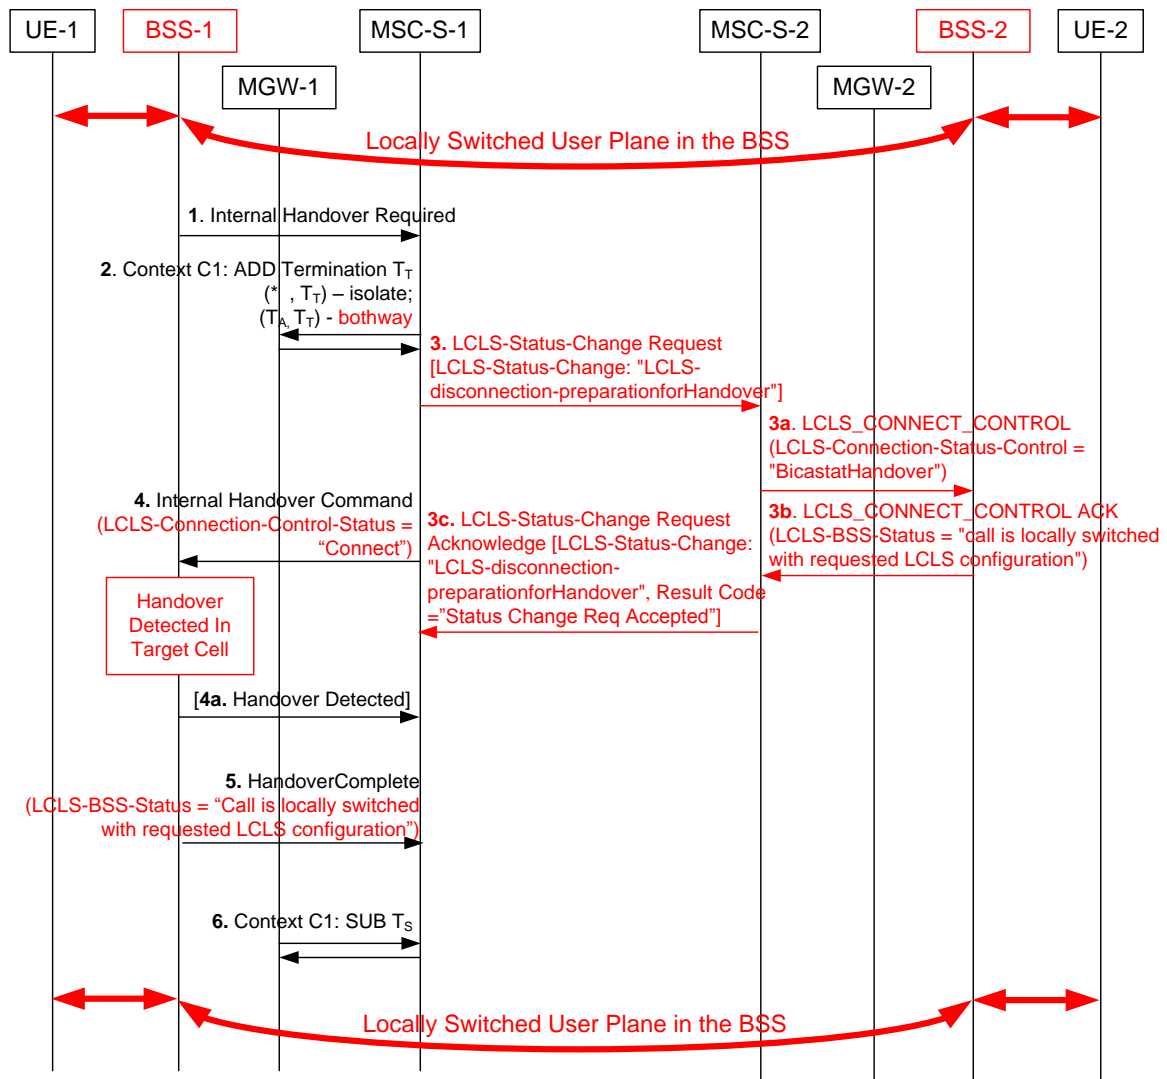 UE-1
BSS-1
MSC-S-1
MSC-S-2
BSS-2
UE-2
MGW-1
MGW-2
Locally Switched User Plane in the BSS
1. Internal Handover Required
2. Context C1: ADD Termination T_T
(* , T_T) – isolate;
(T_A, T_T) - bothway
3. LCLS-Status-Change Request
[LCLS-Status-Change: "LCLS-
disconnection-preparationforHandover"]
3a. LCLS_CONNECT_CONTROL
(LCLS-Connection-Status-Control =
"BicastatHandover")
4. Internal Handover Command
(LCLS-Connection-Control-Status =
“Connect”)
3b. LCLS_CONNECT_CONTROL ACK
(LCLS-BSS-Status = "call is locally switched
with requested LCLS configuration")
3c. LCLS-Status-Change Request
Acknowledge [LCLS-Status-Change:
"LCLS-disconnection-
preparationforHandover", Result Code
=”Status Change Req Accepted”]
Handover
Detected In
Target Cell
[4a. Handover Detected]
5. HandoverComplete
(LCLS-BSS-Status = “Call is locally switched
with requested LCLS configuration”)
6. Context C1: SUB T_S
Locally Switched User Plane in the BSS